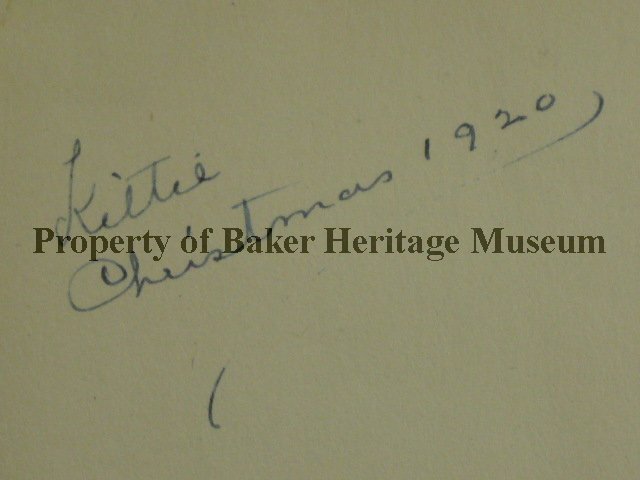 Kittie
Christmas 1920
Property of Baker Heritage Museum